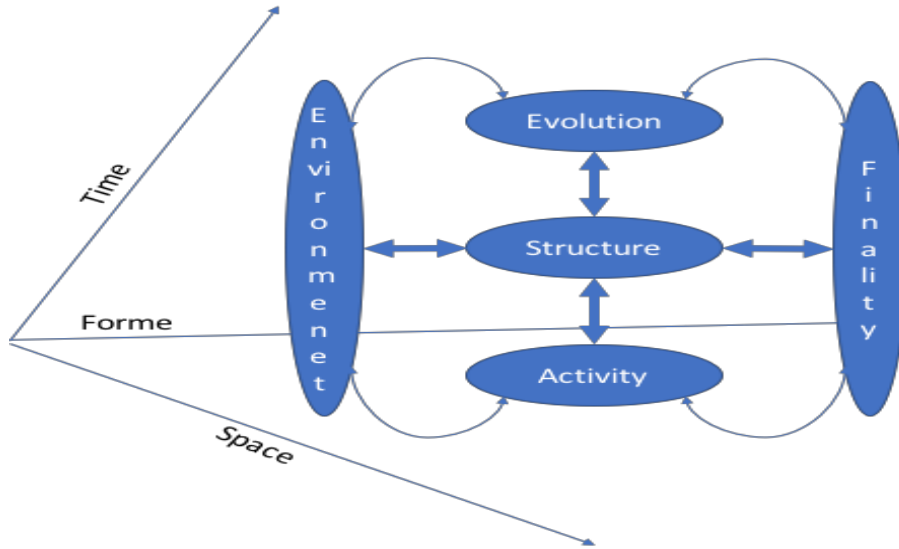 Time
Evolution
Environmenet
Finality
Structure
Forme
Activity
Space